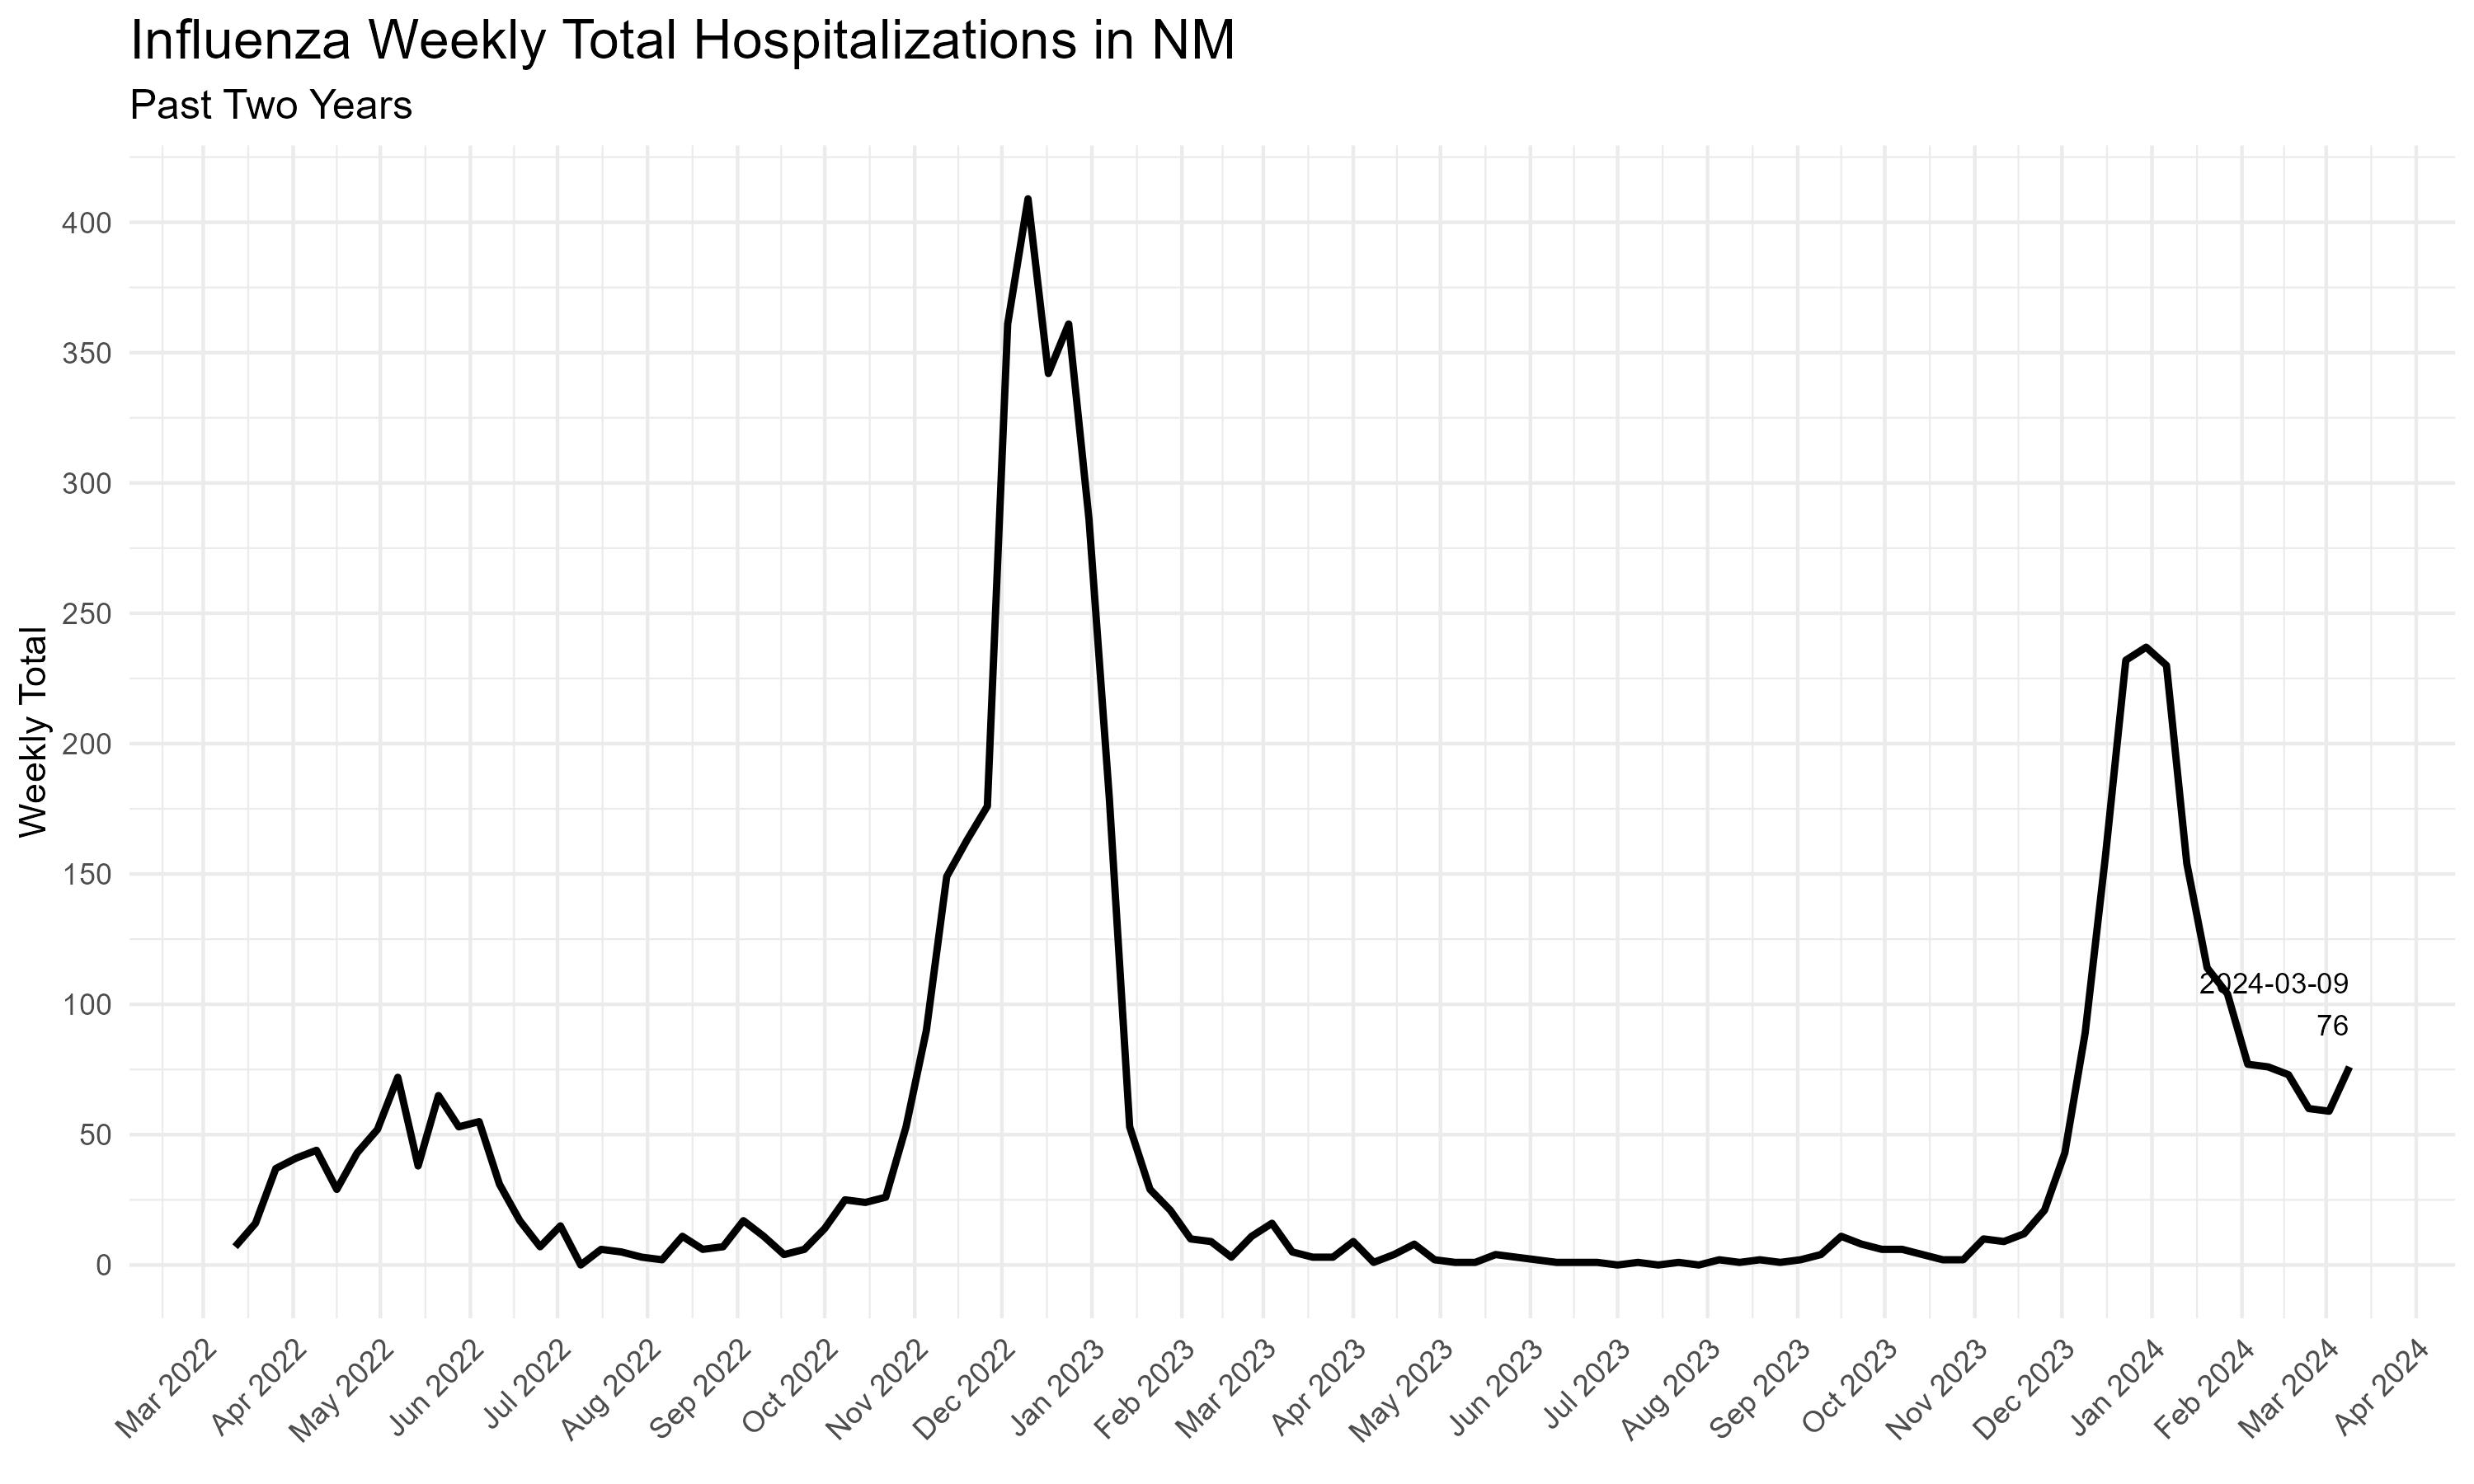 Influenza Weekly Total Hospitalizations in NM
Past Two Years
Weekly Total
400
350
300
250
200
150
100
50
0
2024-03-09
76
Mar 2022
Apr 2022
May 2022
Jun 2022
Jul 2022
Aug 2022
Sep 2022
Oct 2022
Nov 2022
Dec 2022
Jan 2023
Feb 2023
Mar 2023
Apr 2023
May 2023
Jun 2023
Jul 2023
Aug 2023
Sep 2023
Oct 2023
Nov 2023
Dec 2023
Jan 2024
Feb 2024
Mar 2024
Apr 2024